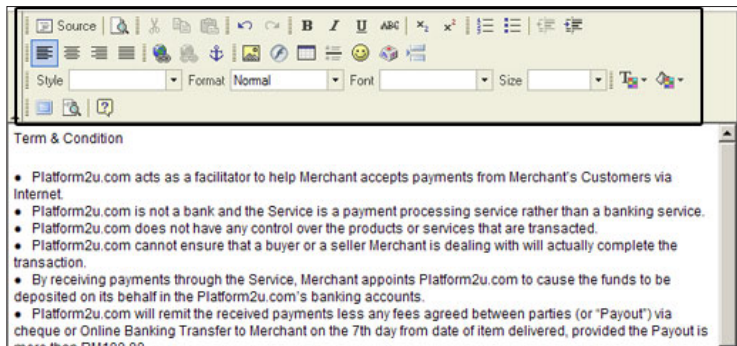 Source B I U ABC x₂ x²
Style Format Normal Font Size T
Term & Condition
● Platform2u.com acts as a facilitator to help Merchant accepts payments from Merchant's Customers via
Internet.
● Platform2u.com is not a bank and the Service is a payment processing service rather than a banking service.
● Platform2u.com does not have any control over the products or services that are transacted.
● Platform2u.com cannot ensure that a buyer or a seller Merchant is dealing with will actually complete the
transaction.
● By receiving payments through the Service, Merchant appoints Platform2u.com to cause the funds to be
deposited on its behalf in the Platform2u.com's banking accounts.
● Platform2u.com will remit the received payments less any fees agreed between parties (or “Payout”) via
cheque or Online Banking Transfer to Merchant on the 7th day from date of item delivered, provided the Payout is
more than RM100.00